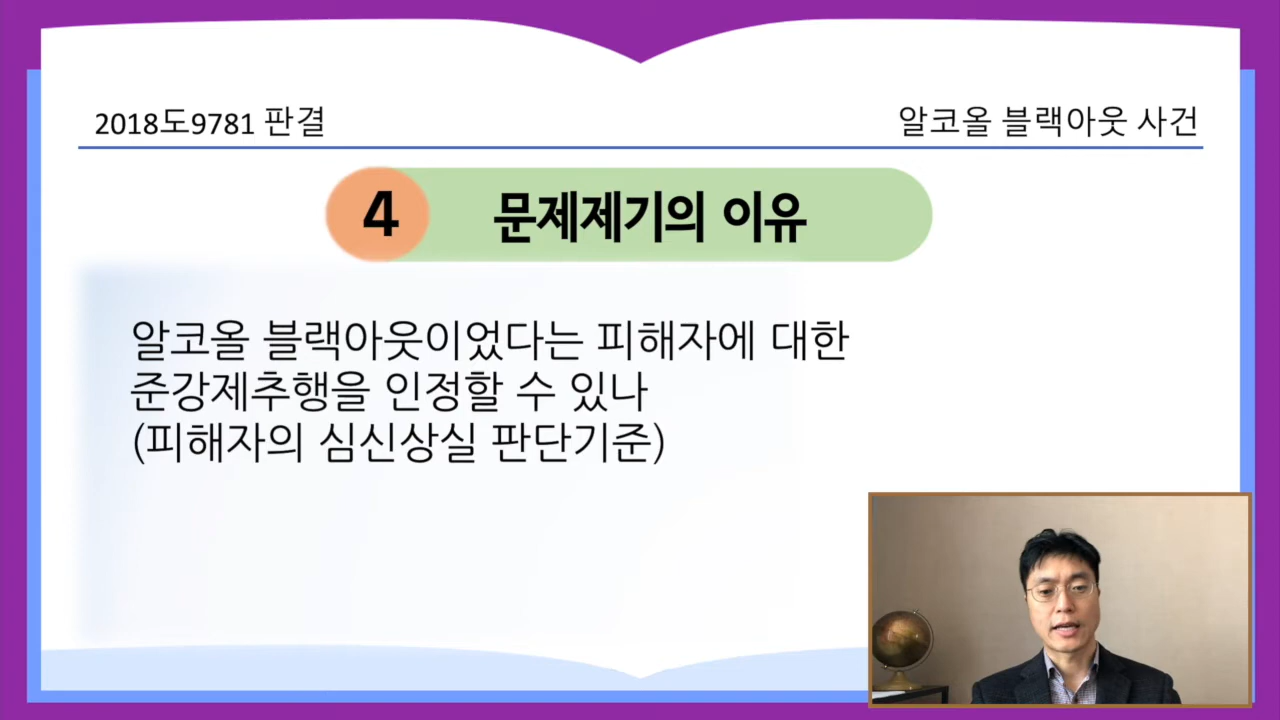 2018도9781 판결
알코올 블랙아웃 사건
4 문제제기의 이유
알코올 블랙아웃이었다는 피해자에 대한
준강제추행을 인정할 수 있나
(피해자의 심신상실 판단기준)